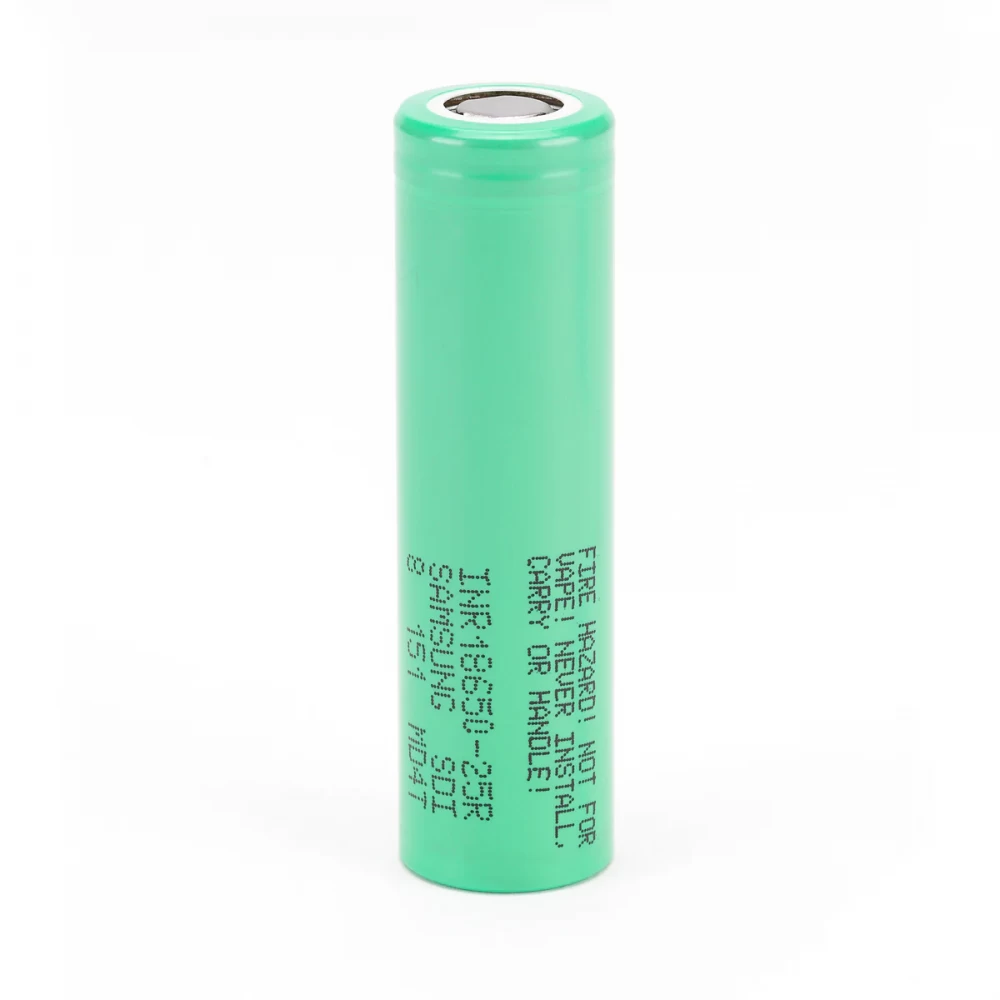 FIRE HAZARD! NOT FOR
VAPE! NEVER INSTALL,
CARRY OR HANDLE!
INR18650-25R
SAMSUNG SDI
8 151 MD4T